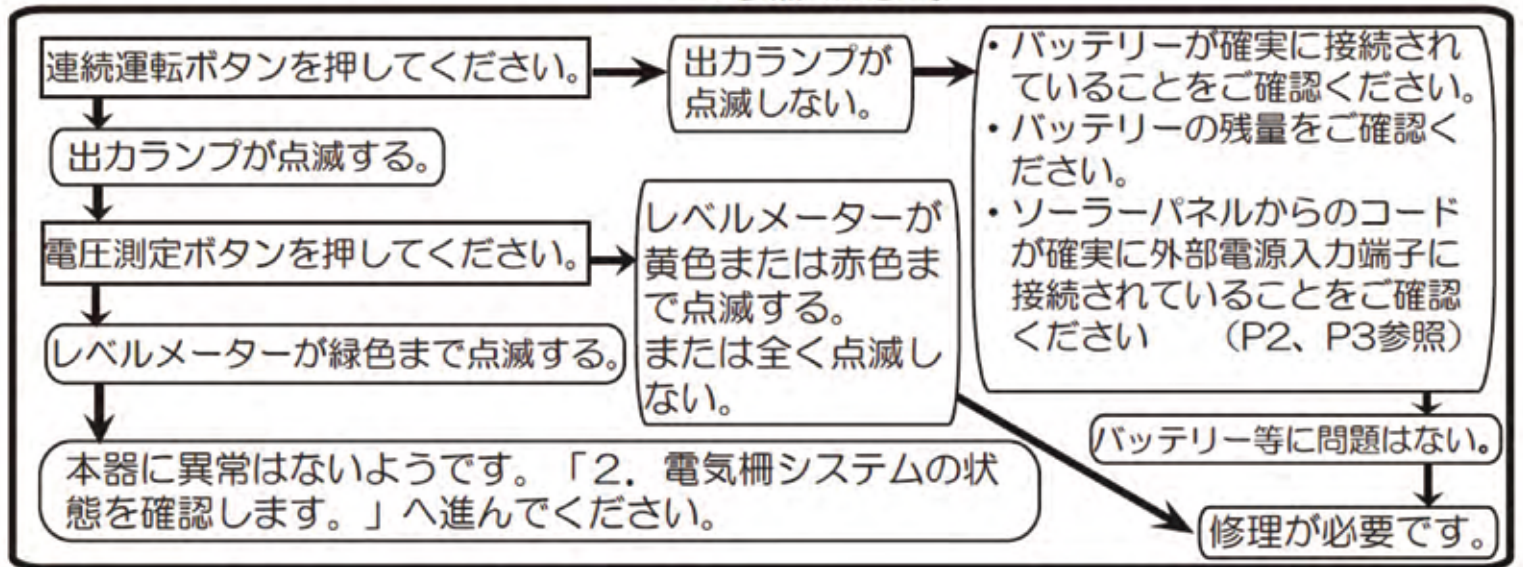 連続運転ボタンを押してください。
出力ランプが
点滅しない。
・バッテリーが確実に接続され
ていることをご確認ください。
・バッテリーの残量をご確認く
ださい。
・ソーラーパネルからのコード
が確実に外部電源入力端子に
接続されていることをご確認
ください （P2、P3参照）
出力ランプが点滅する。
電圧測定ボタンを押してください。
レベルメーターが
黄色または赤色ま
で点滅する。
または全く点滅し
ない。
レベルメーターが緑色まで点滅する。
バッテリー等に問題はない。
本器に異常はないようです。「2．電気柵システムの状
態を確認します。」へ進んでください。
修理が必要です。